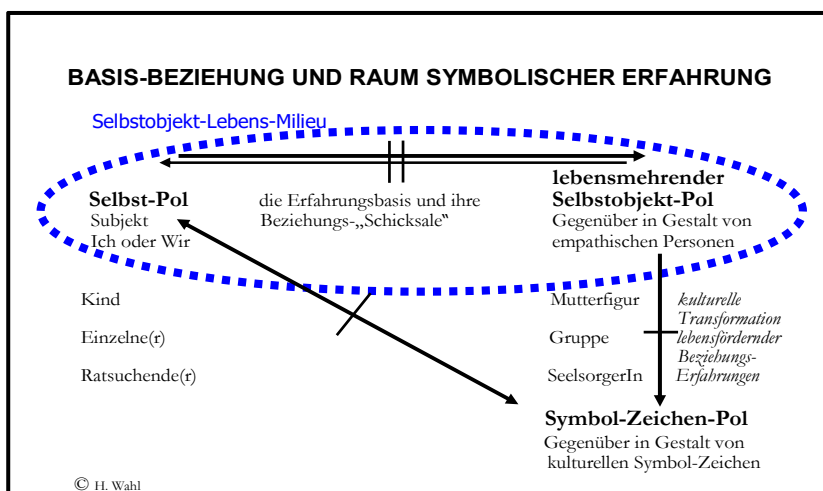 BASIS-BEZIEHUNG UND RAUM SYMBOLISCHER ERFAHRUNG
Selbstobjekt-Lebens-Milieu
Selbst-Pol
Subjekt
Ich oder Wir
die Erfahrungsbasis und ihre
Beziehungs-„Schicksale“
lebensmehrender
Selbstobjekt-Pol
Gegenüber in Gestalt von
empathischen Personen
Kind
Einzelne(r)
Ratsuchende(r)
Mutterfigur
Gruppe
SeelsorgerIn
kulturelle
Transformation
lebensfördernder
Beziehungs-
Erfahrungen
Symbol-Zeichen-Pol
Gegenüber in Gestalt von
kulturellen Symbol-Zeichen
© H. Wahl